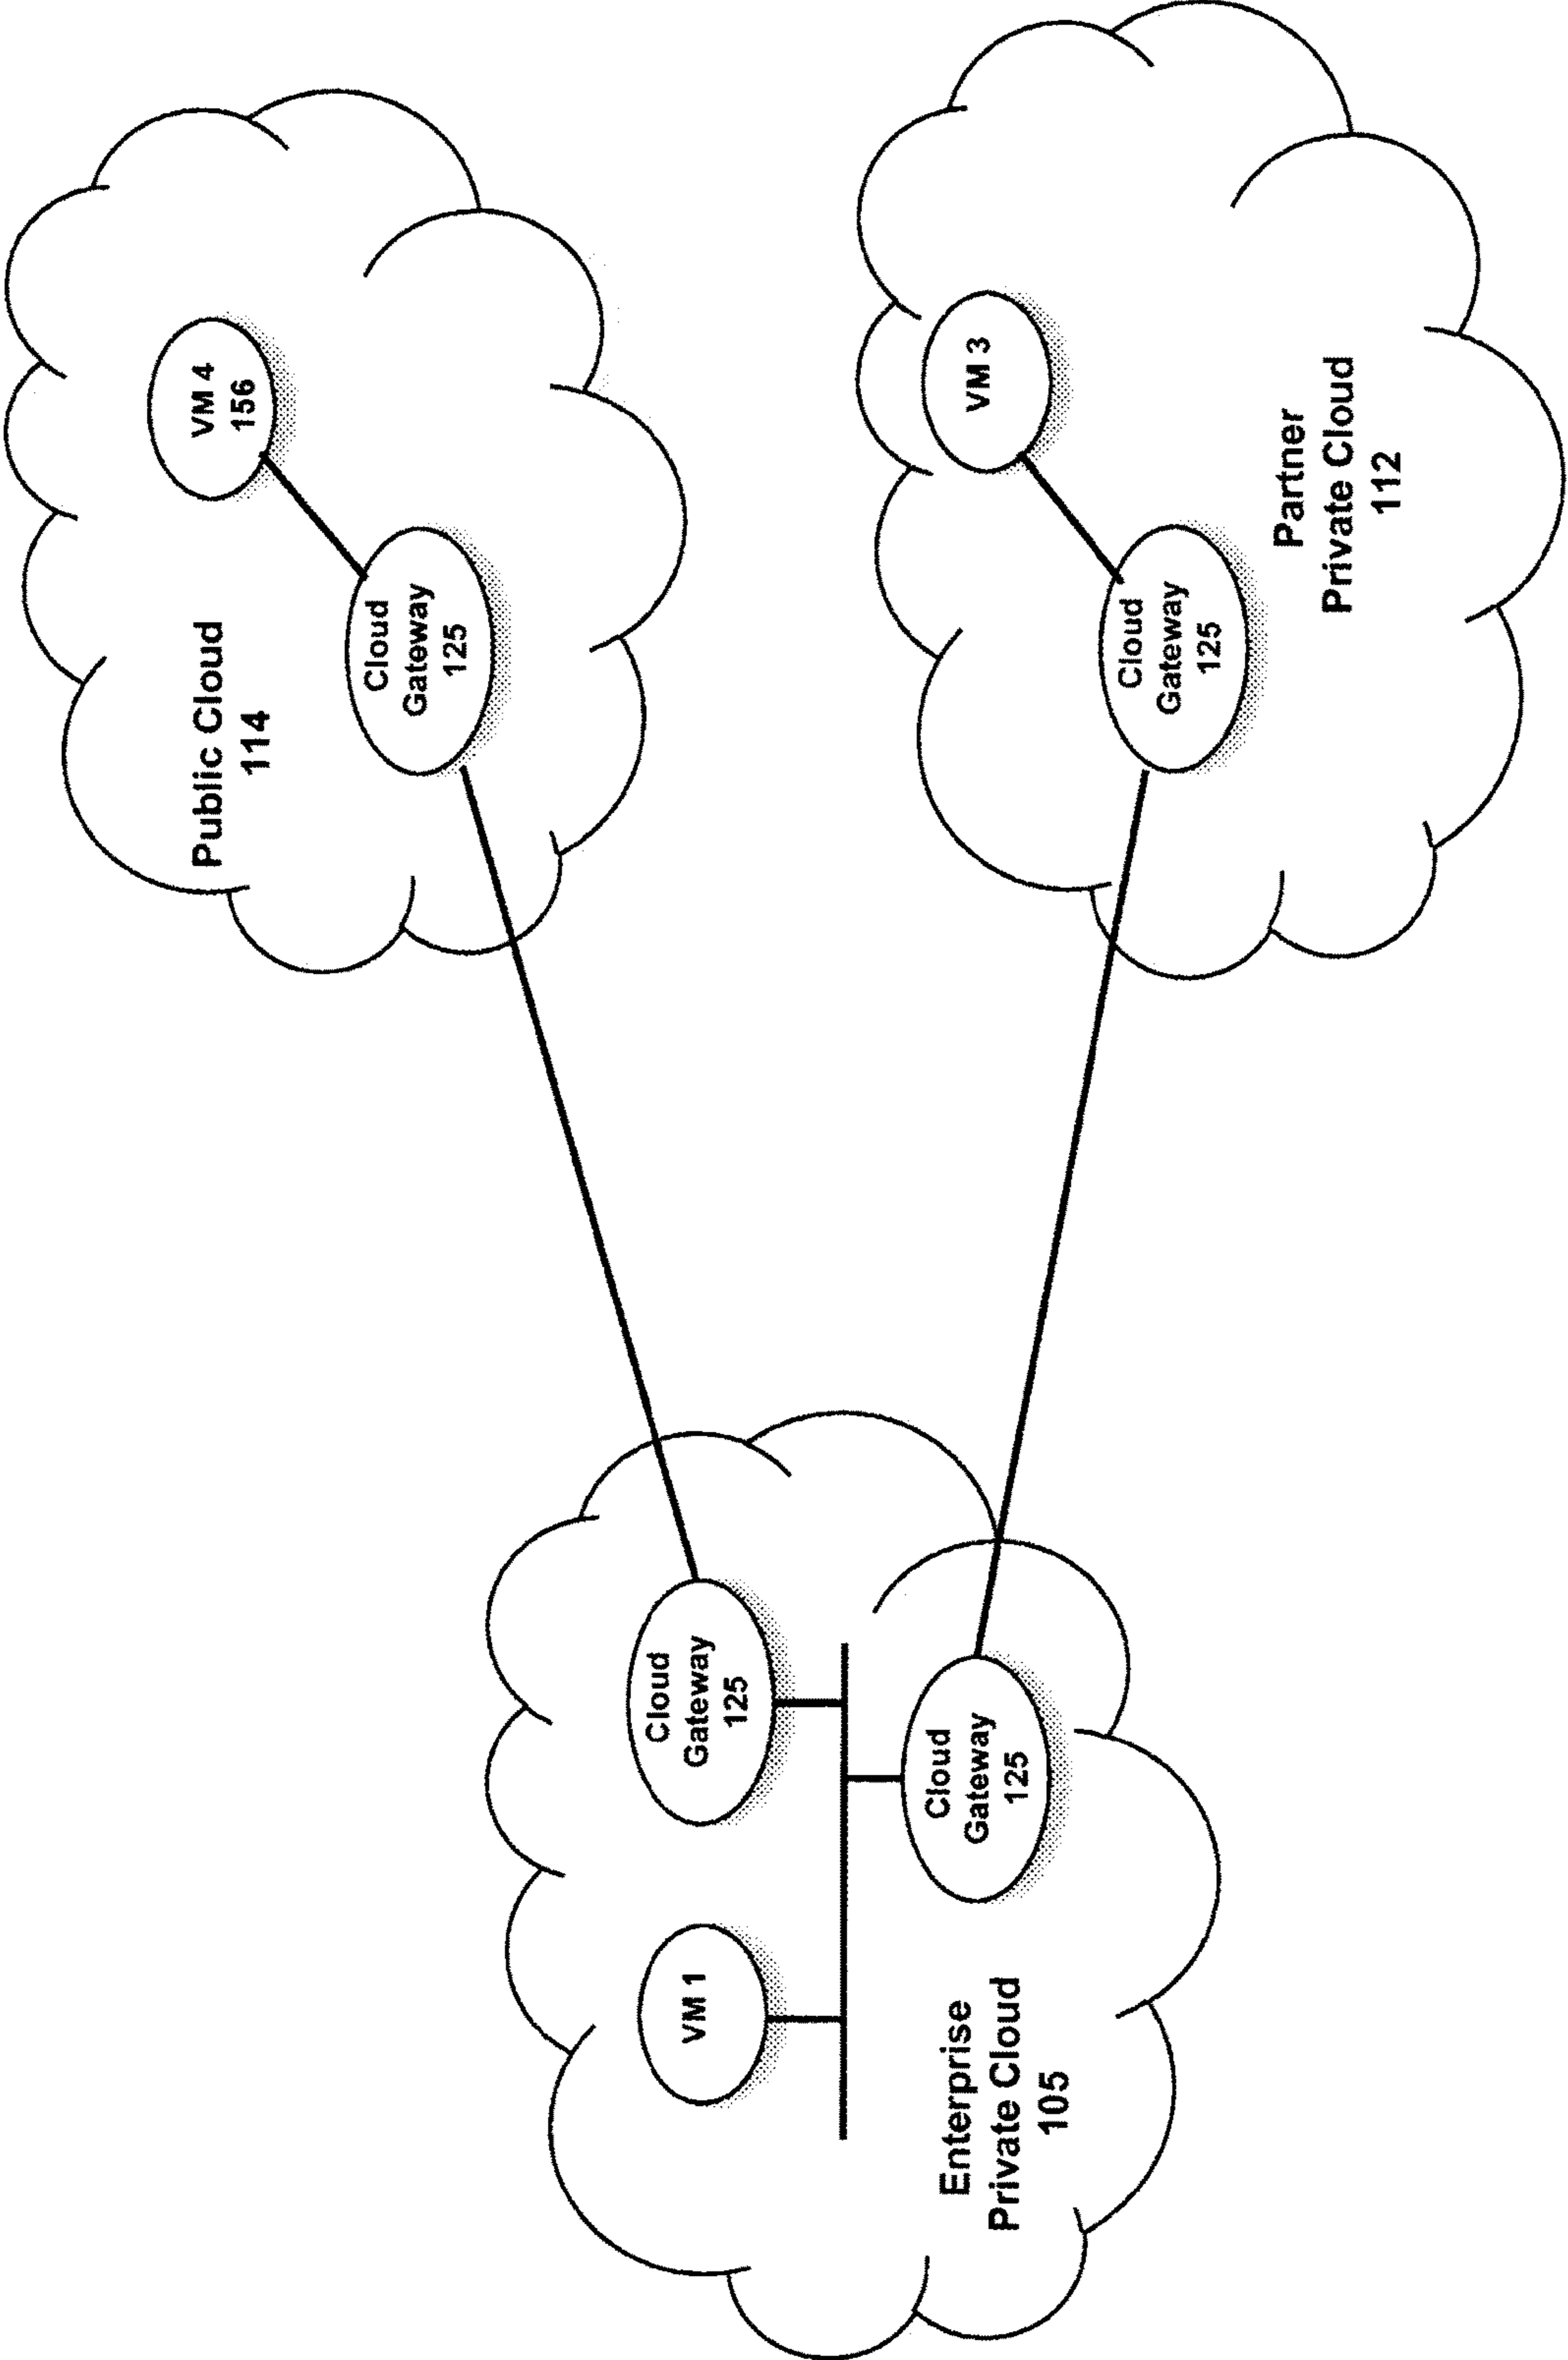 Public Cloud
114
VM 4
156
Cloud
Gateway
125
VM 3
Cloud
Gateway
125
Partner
Private Cloud
112
VM 1
Cloud
Gateway
125
Cloud
Gateway
125
Enterprise
Private Cloud
105